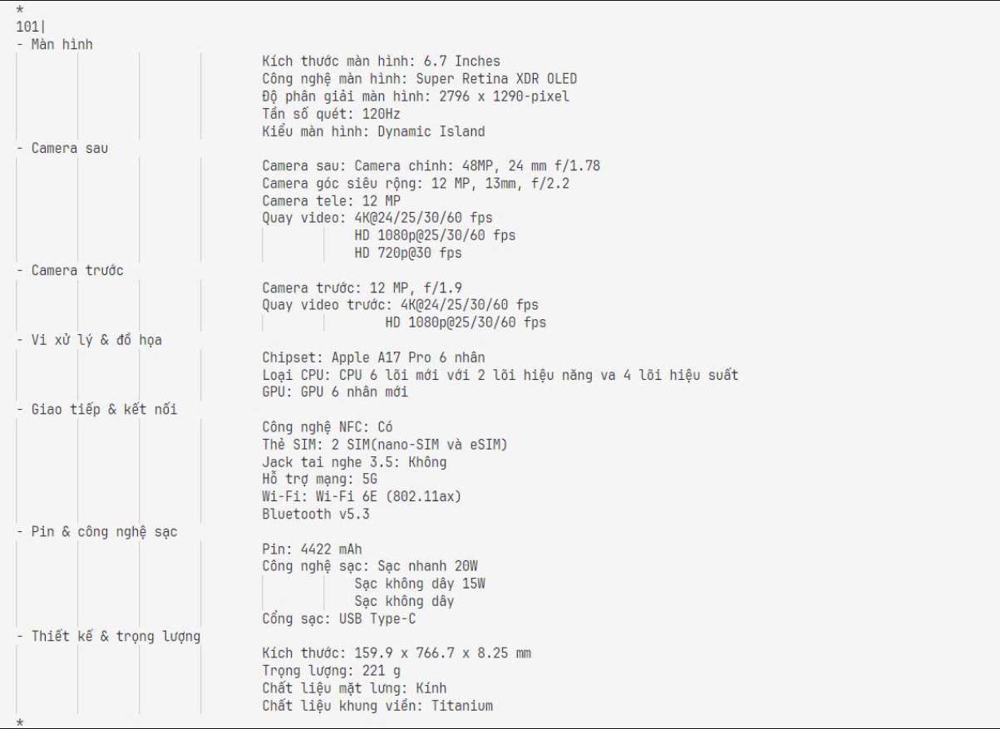 *
101|
- Màn hình
Kích thước màn hình: 6.7 Inches
Công nghệ màn hình: Super Retina XDR OLED
Độ phân giải màn hình: 2796 x 1290-pixel
Tần số quét: 120Hz
Kiểu màn hình: Dynamic Island
- Camera sau
Camera sau: Camera chinh: 48MP, 24 mm f/1.78
Camera góc siêu rộng: 12 MP, 13mm, f/2.2
Camera tele: 12 MP
Quay video: 4K@24/25/30/60 fps
HD 1080p@25/30/60 fps
HD 720p@30 fps
- Camera trước
Camera trước: 12 MP, f/1.9
Quay video trước: 4K@24/25/30/60 fps
HD 1080p@25/30/60 fps
- Vi xử lý & đồ họa
Chipset: Apple A17 Pro 6 nhân
Loại CPU: CPU 6 lõi mới với 2 lõi hiệu năng va 4 lõi hiệu suất
GPU: GPU 6 nhân mới
- Giao tiếp & kết nối
Công nghệ NFC: Có
Thẻ SIM: 2 SIM(nano-SIM và eSIM)
Jack tai nghe 3.5: Không
Hỗ trợ mạng: 5G
Wi-Fi: Wi-Fi 6E (802.11ax)
Bluetooth v5.3
- Pin & công nghệ sạc
Pin: 4422 mAh
Công nghệ sạc: Sạc nhanh 20W
Sạc không dây 15W
Sạc không dây
Cổng sạc: USB Type-C
- Thiết kế & trọng lượng
Kích thước: 159.9 x 766.7 x 8.25 mm
Trọng lượng: 221 g
Chất liệu mặt lưng: Kính
Chất liệu khung viền: Titanium
*